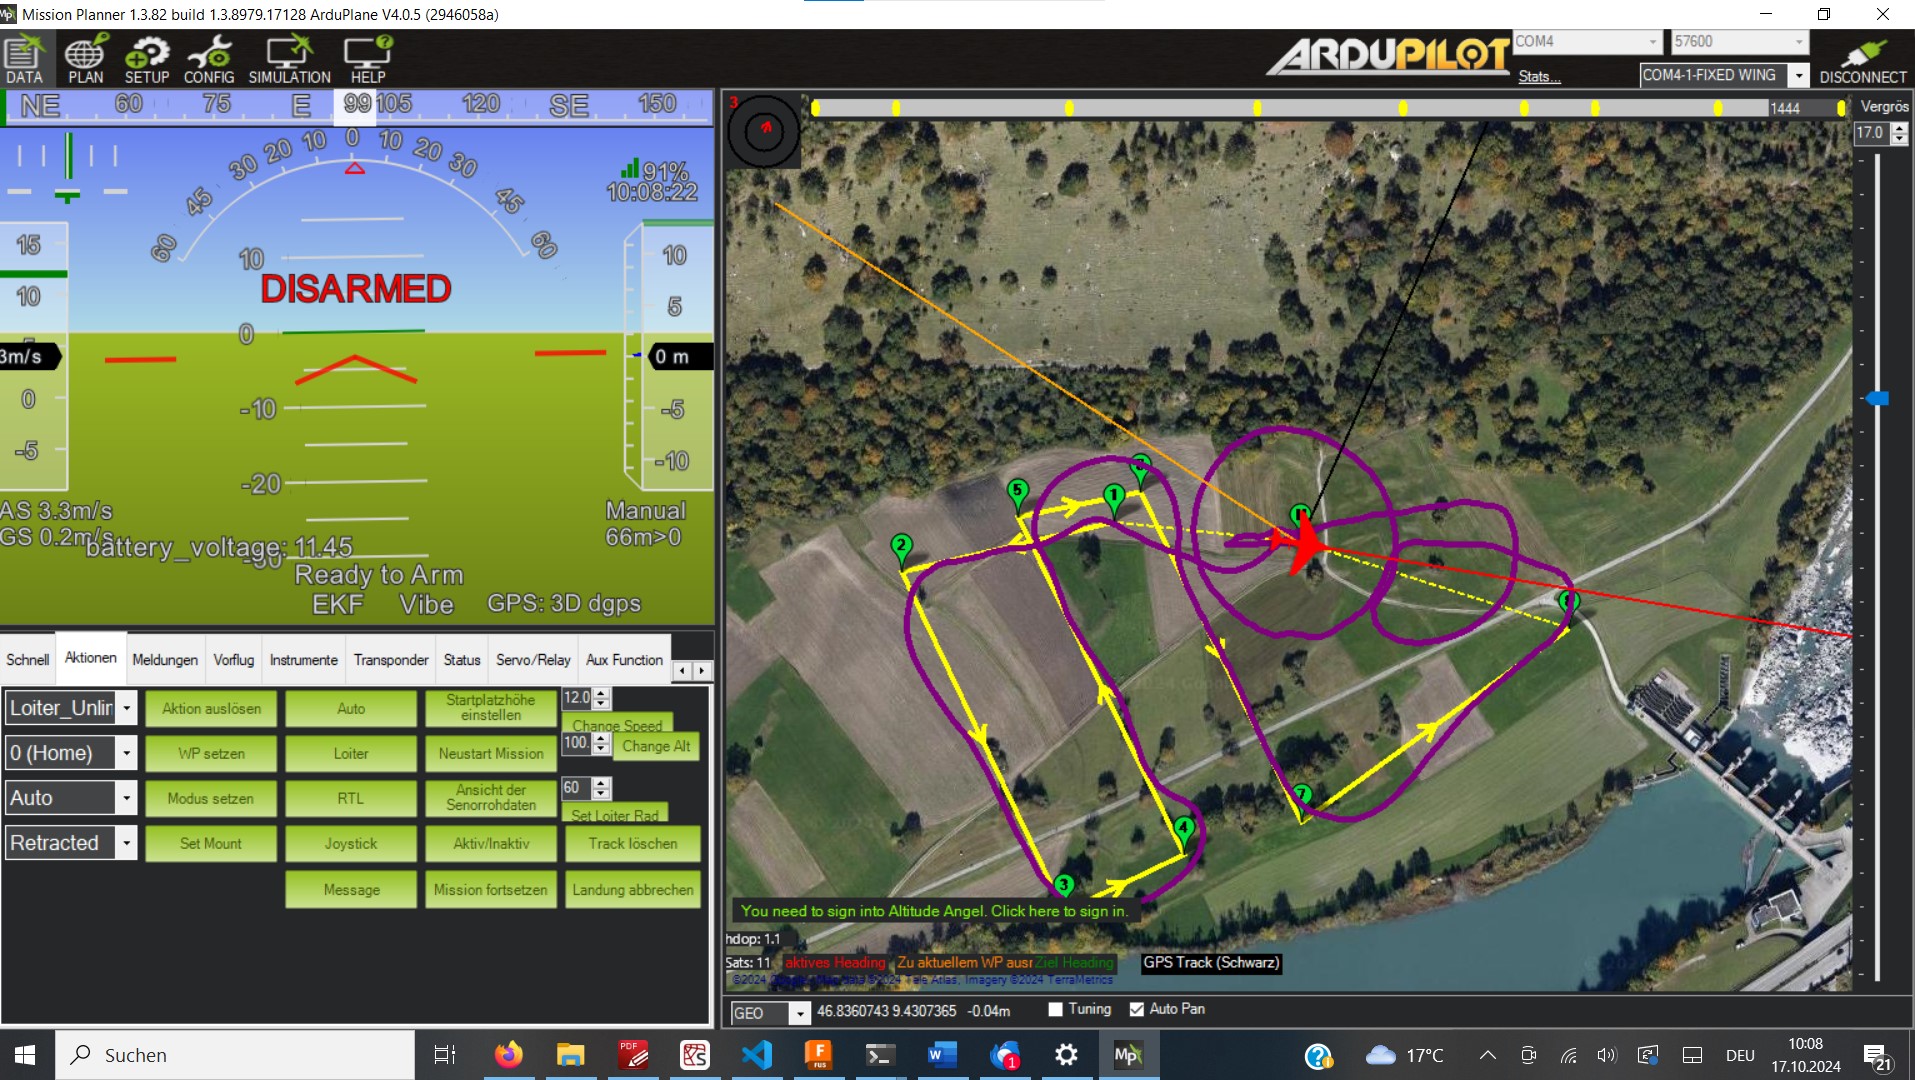 Mission Planner 1.3.82 build 1.3.8979.17128 ArduPlane V4.0.5 (2946058a)
DATA PLAN SETUP CONFIG SIMULATION HELP
ARDUPILOT
COM4 57600
Stats...
COM4-1-FIXED WING
DISCONNECT
NE 60 75 E 99 105 120 SE 150
3
1444
Vergrös
17.0
60 45 30 20 10 0 10 20 30 45 60
91%
10:08:22
15
10
0
-5
3m/s
10
0
-10
-20
DISARMED
10
5
0 m
-5
-10
AS 3.3m/s
GS 0.2m/s
Manual
66m>0
battery_voltage: 11.45
Ready to Arm
EKF Vibe GPS: 3D dgps
Schnell Aktionen Meldungen Vorflug Instrumente Transponder Status Servo/Relay Aux Function
Loiter_Unlir Aktion auslösen Auto Startplatzhöhe einstellen 12.0 Change Speed
0 (Home) WP setzen Loiter Neustart Mission 100. Change Alt
Auto Modus setzen RTL Ansicht der Senorrohdaten 60 Set Loiter Rad
Retracted Set Mount Joystick Aktiv/Inaktiv Track löschen
Message Mission fortsetzen Landung abbrechen
5
1
2
3
4
7
You need to sign into Altitude Angel. Click here to sign in.
hdop: 1.1
Sats: 11 aktives Heading Zu aktuellem WP ausr Ziel Heading GPS Track (Schwarz)
GEO 46.8360743 9.4307365 -0.04m Tuning Auto Pan
Suchen
PDF
17°C
DEU
10:08
17.10.2024
21